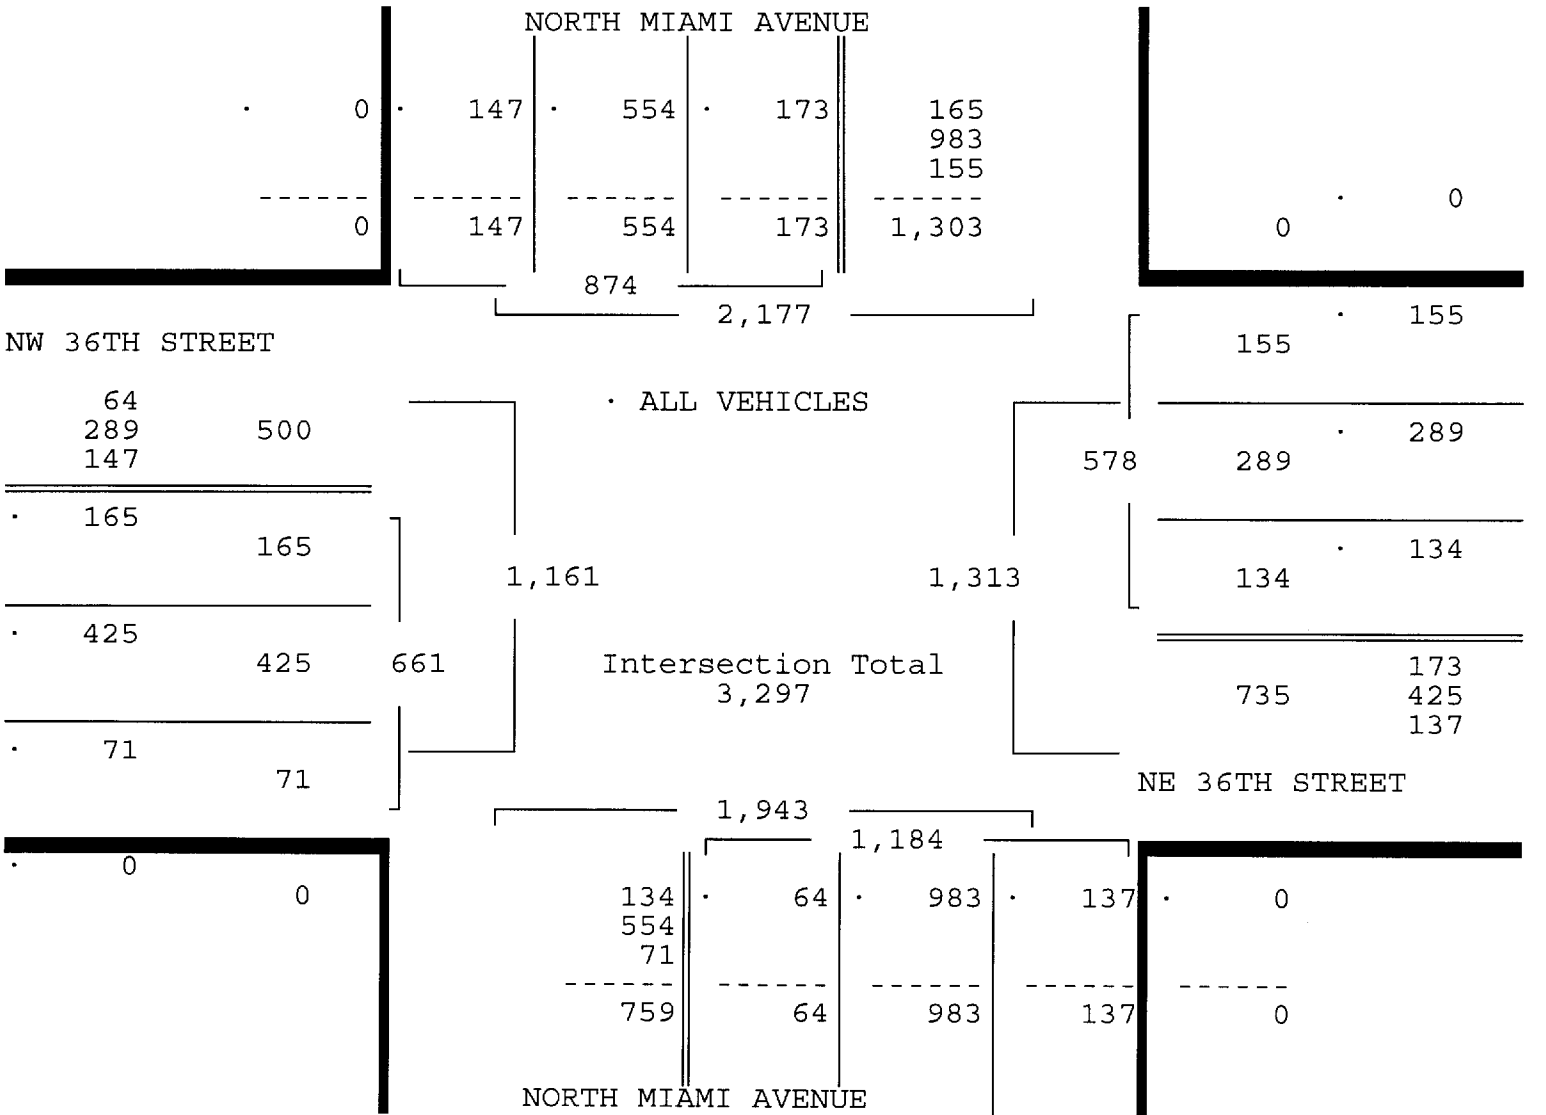 NORTH MIAMI AVENUE
· 0 · 147 · 554 · 173 165
983
155
------ ------ ------ ------ ------
· 0
0 147 554 173 1,303 0
874
2,177
· 155
NW 36TH STREET 155
64 · ALL VEHICLES
289 500 · 289
147 578 289
· 165
165 · 134
1,161 1,313 134
· 425
425 661 Intersection Total 173
3,297 735 425
137
· 71
71 NE 36TH STREET
1,943
1,184
· 0
0 134 · 64 · 983 · 137 · 0
554
71
------ ------ ------ ------ ------
759 64 983 137 0
NORTH MIAMI AVENUE